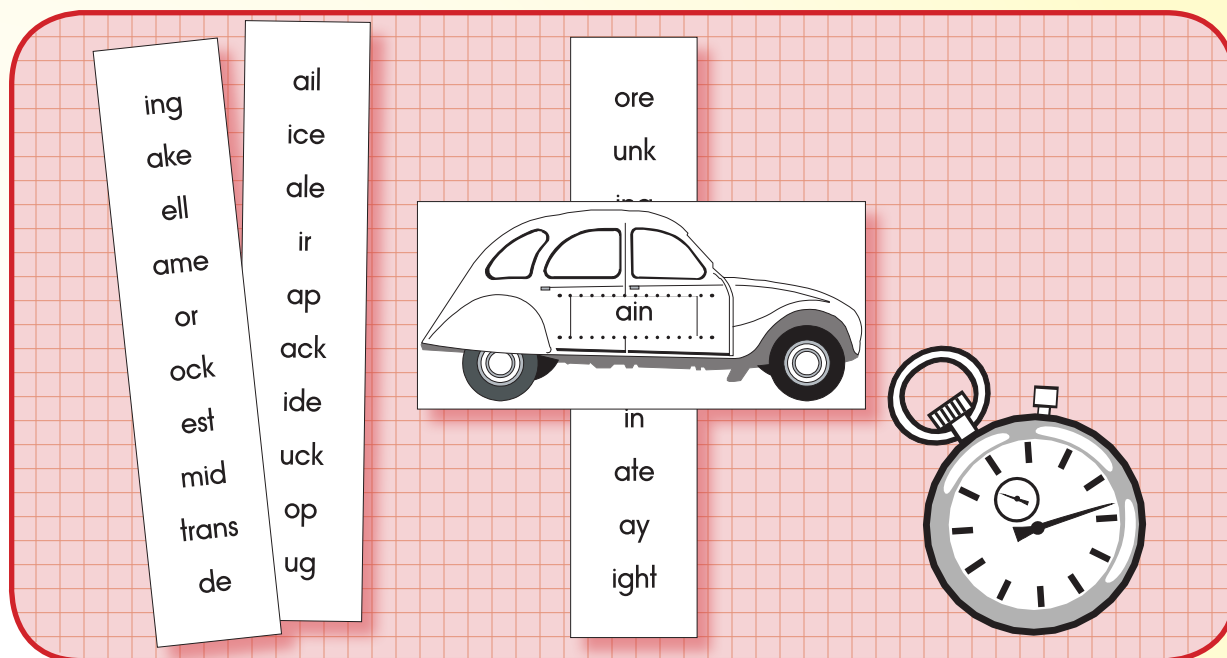 ing
ake
ell
ame
or
ock
est
mid
trans
de
ail
ice
ale
ir
ap
ack
ide
uck
op
ug
ore
unk
ain
in
ate
ay
ight